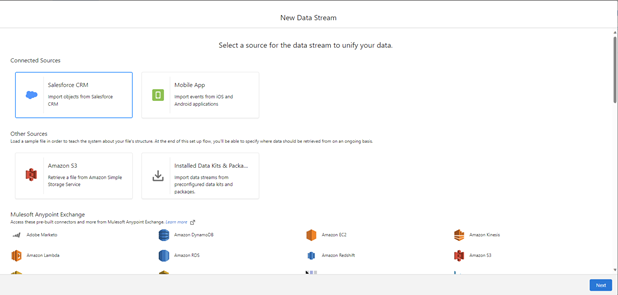 New Data Stream
Select a source for the data stream to unify your data.
Connected Sources
Salesforce CRM
Import objects from Salesforce
CRM
Mobile App
Import events from iOS and
Android applications
Other Sources
Load a sample file in order to teach the system about your file's structure. At the end of this set up flow, you'll be able to specify where data should be retrieved from on an ongoing basis.
Amazon S3
Retrieve a file from Amazon Simple
Storage Service
Installed Data Kits & Packa...
Import data streams from
preconfigured data kits and
packages.
Mulesoft Anypoint Exchange
Access these pre-built connectors and more from Mulesoft Anypoint Exchange. Learn more
Adobe Marketo
Amazon DynamoDB
Amazon EC2
Amazon Kinesis
Amazon Lambda
Amazon RDS
Amazon Redshift
Amazon S3
Next